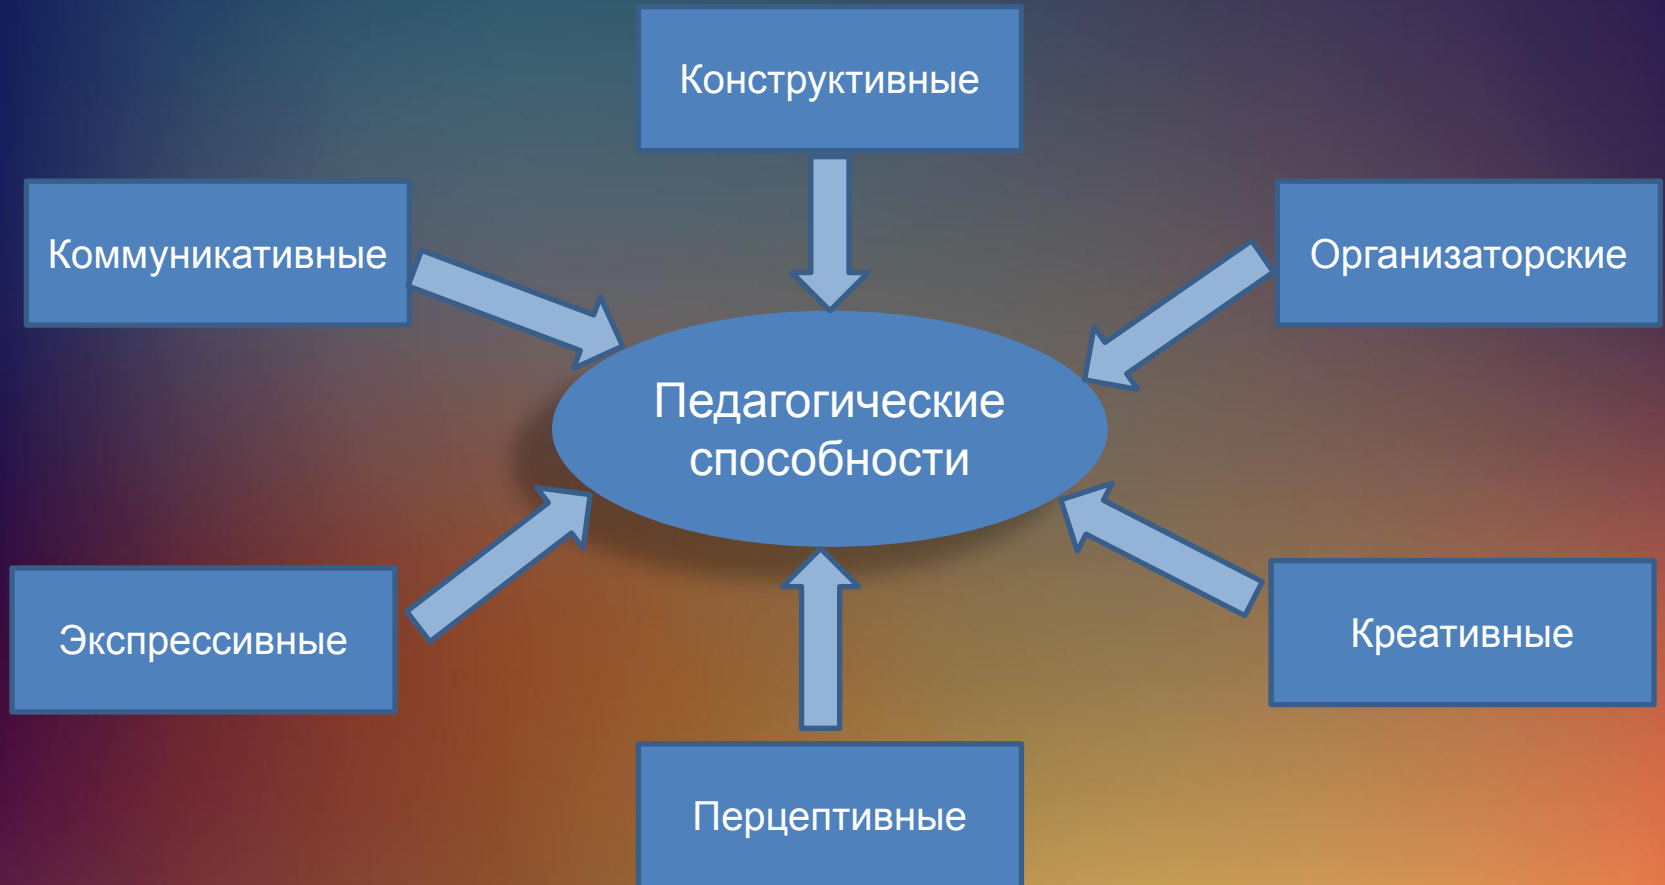 Конструктивные
Коммуникативные
Организаторские
Педагогические
способности
Экспрессивные
Креативные
Перцептивные